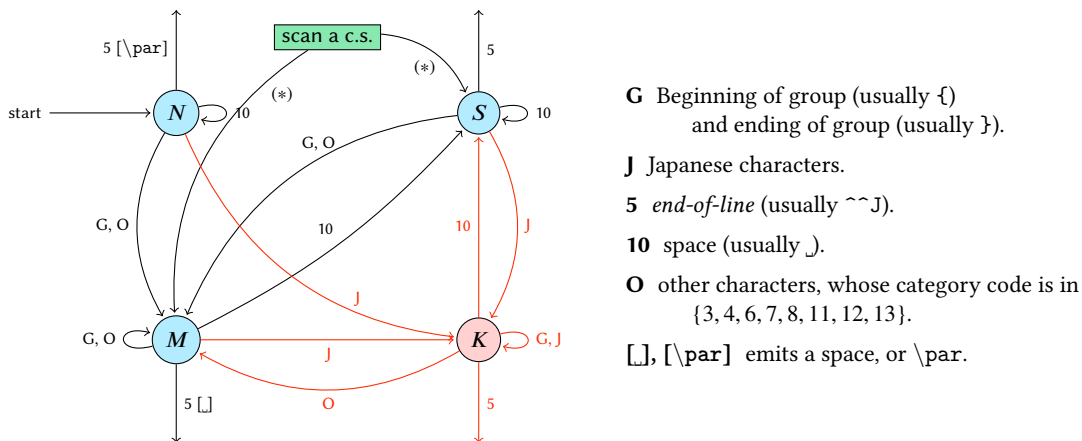 5 [\par]
scan a c.s.
5
(∗)
(∗)
start
N
10
S
10
G, O
G, O
10
10
J
J
G, O
M
J
K
G, J
O
5 [␣]
5
G Beginning of group (usually {)
and ending of group (usually }).
J Japanese characters.
5 end-of-line (usually ^^J).
10 space (usually ␣).
O other characters, whose category code is in
{3, 4, 6, 7, 8, 11, 12, 13}.
[␣], [\par] emits a space, or \par.